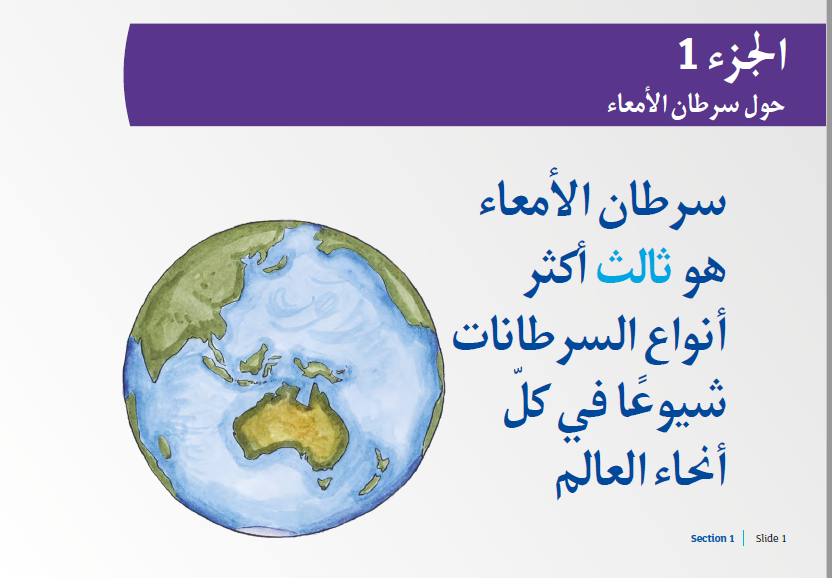 الجزء 1
حول سرطان الأمعاء
سرطان الأمعاء
هو ثالث أكثر
أنواع السرطانات
شيوعًا في كلّ
أنحاء العالم
Section 1 | Slide 1